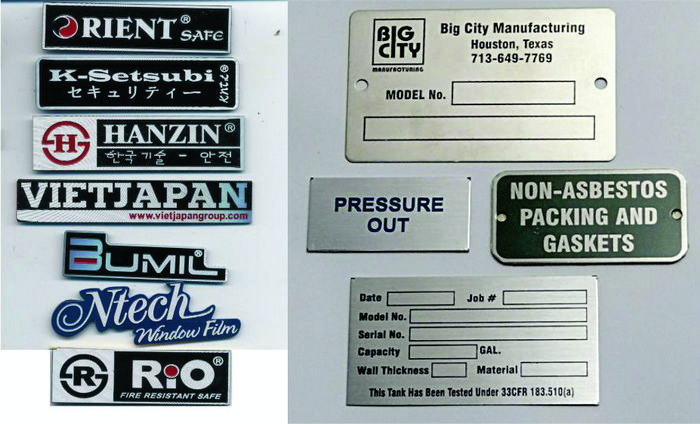 ORIENT® SAFE
K-Setsubi
セキュリティー
HANZIN®
한국기술 - 안전
VIETJAPAN
www.vietjapangroup.com
BUMIL®
Ntech
Window Film
R RIO®
FIRE RESISTANT SAFE
BIG CITY
MANUFACTURING
Big City Manufacturing
Houston, Texas
713-649-7769
MODEL No.
PRESSURE
OUT
NON-ASBESTOS
PACKING AND
GASKETS
Date Job #
Model No.
Serial No.
Capacity GAL.
Wall Thickness Material
This Tank Has Been Tested Under 33CFR 183.510(a)